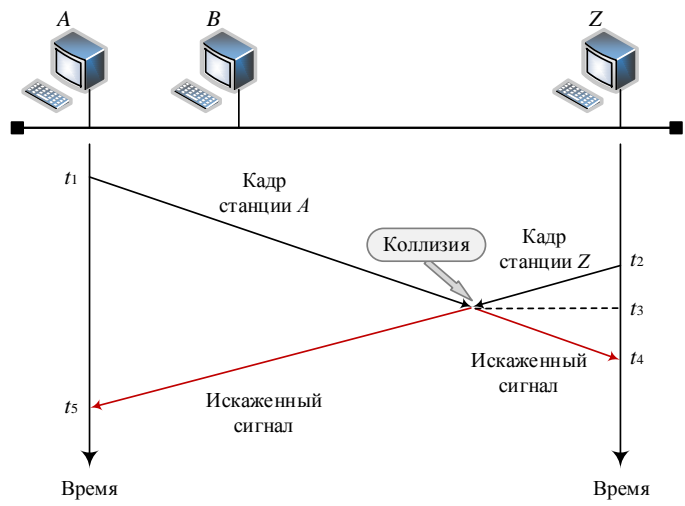 A
B
Z
t1
Кадр
станции A
Коллизия
Кадр
станции Z
t2
t3
t4
Искаженный
сигнал
t5
Искаженный
сигнал
Время
Время